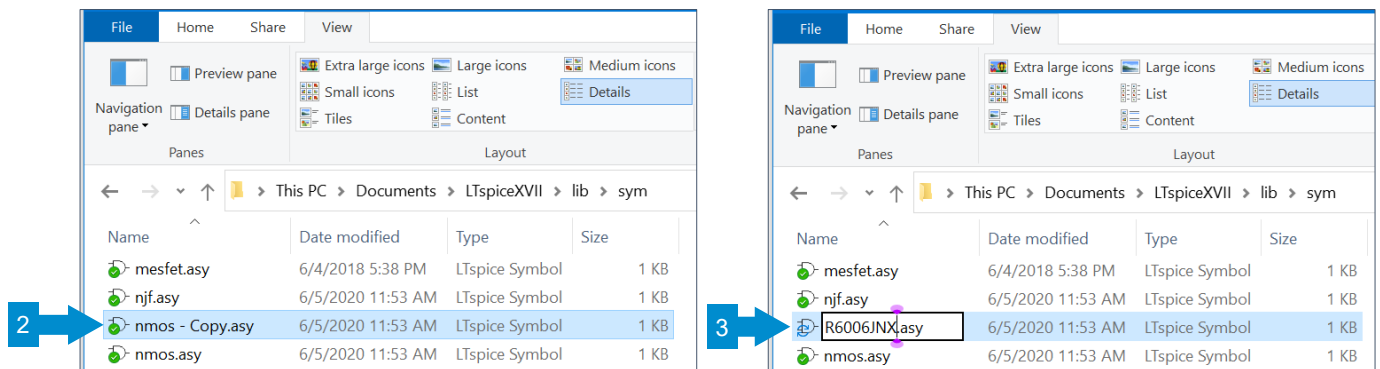 File Home Share View
Preview pane
Details pane
Navigation pane
Extra large icons Large icons Medium icons
Small icons List Details
Tiles Content
Panes Layout
This PC > Documents > LTspiceXVII > lib > sym
Name Date modified Type Size
mesfet.asy 6/4/2018 5:38 PM LTspice Symbol 1 KB
njf.asy 6/5/2020 11:53 AM LTspice Symbol 1 KB
2 nmos - Copy.asy 6/5/2020 11:53 AM LTspice Symbol 1 KB
nmos.asy 6/5/2020 11:53 AM LTspice Symbol 1 KB
File Home Share View
Preview pane
Details pane
Navigation pane
Extra large icons Large icons Medium icons
Small icons List Details
Tiles Content
Panes Layout
This PC > Documents > LTspiceXVII > lib > sym
Name Date modified Type Size
mesfet.asy 6/4/2018 5:38 PM LTspice Symbol 1 KB
njf.asy 6/5/2020 11:53 AM LTspice Symbol 1 KB
3 R6006JNX.asy 6/5/2020 11:53 AM LTspice Symbol 1 KB
nmos.asy 6/5/2020 11:53 AM LTspice Symbol 1 KB